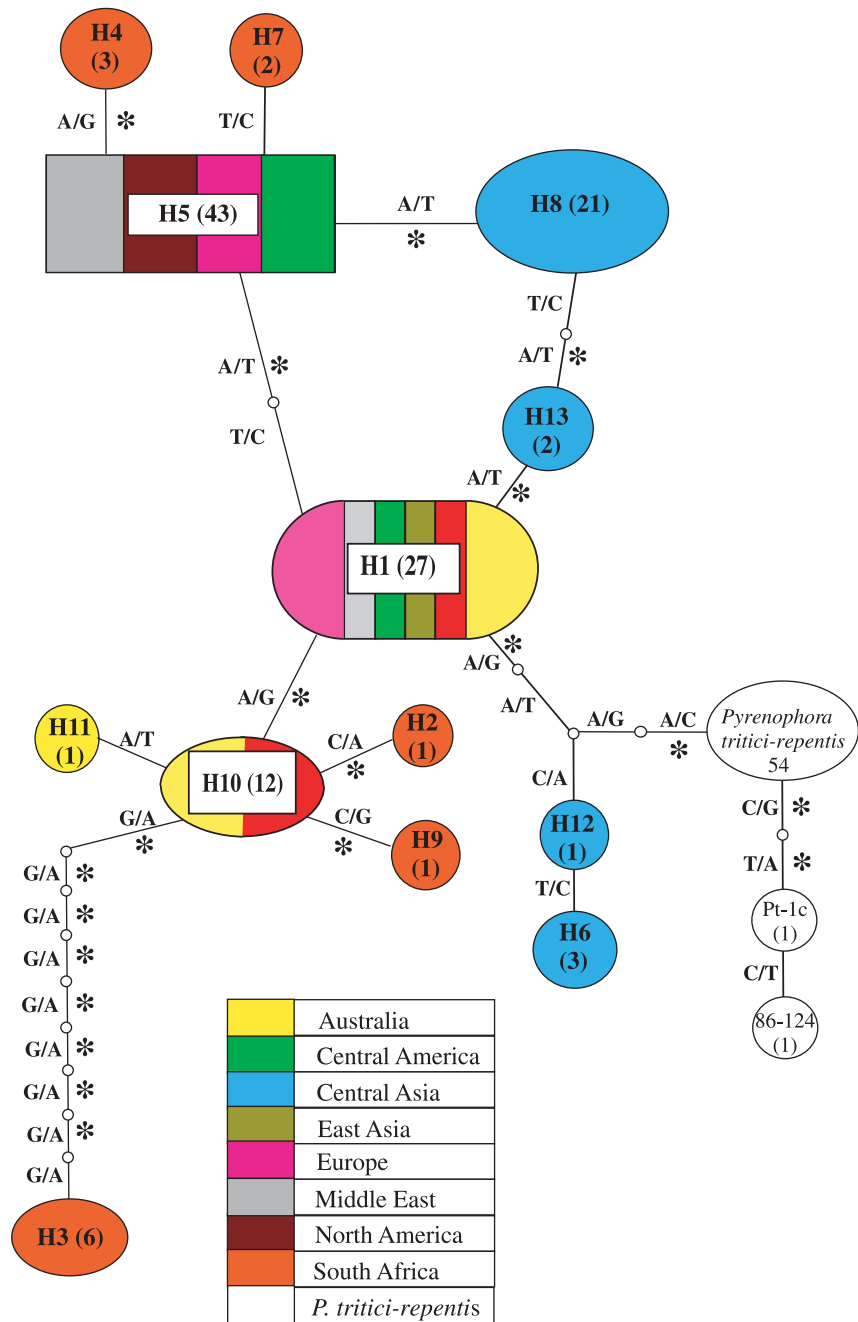 H4
(3)
H7
(2)
A/G *
T/C
H5 (43)
A/T
*
H8 (21)
T/C
A/T *
A/T *
T/C
H13
(2)
A/T *
H1 (27)
A/G *
A/G *
A/T
A/G
A/C
*
Pyrenophora
tritici-repentis
54
H11
(1)
A/T
H10 (12)
C/A
*
H2
(1)
C/G
*
H9
(1)
G/A
*
C/A
H12
(1)
T/C
H6
(3)
C/G *
T/A *
Pt-1c
(1)
C/T
86-124
(1)
G/A *
G/A *
G/A *
G/A *
G/A *
G/A *
G/A *
G/A
H3 (6)
Australia
Central America
Central Asia
East Asia
Europe
Middle East
North America
South Africa
P. tritici-repentis